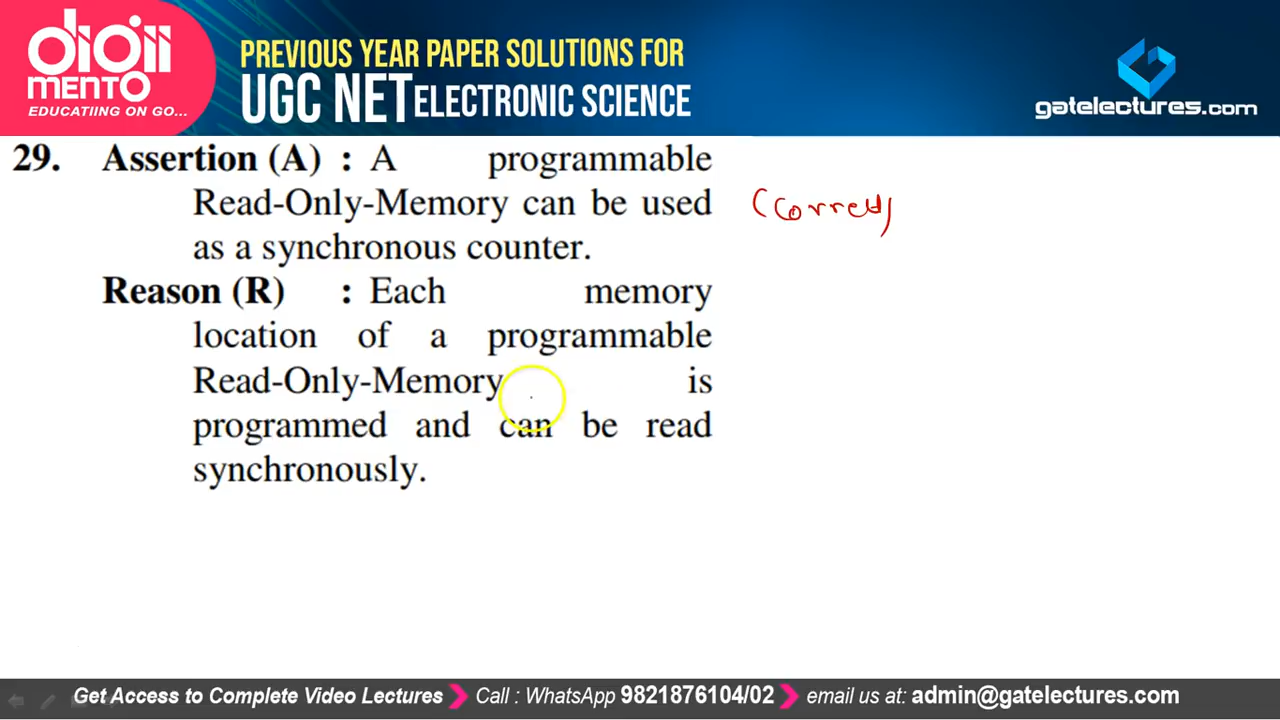 dioiimento
EDUCATIING ON GO...
PREVIOUS YEAR PAPER SOLUTIONS FOR
UGC NET ELECTRONIC SCIENCE
gatelectures.com
29. Assertion (A) : A programmable
Read-Only-Memory can be used
as a synchronous counter.
(correct)
Reason (R) : Each memory
location of a programmable
Read-Only-Memory is
programmed and can be read
synchronously.
Get Access to Complete Video Lectures Call : WhatsApp 9821876104/02 email us at: admin@gatelectures.com